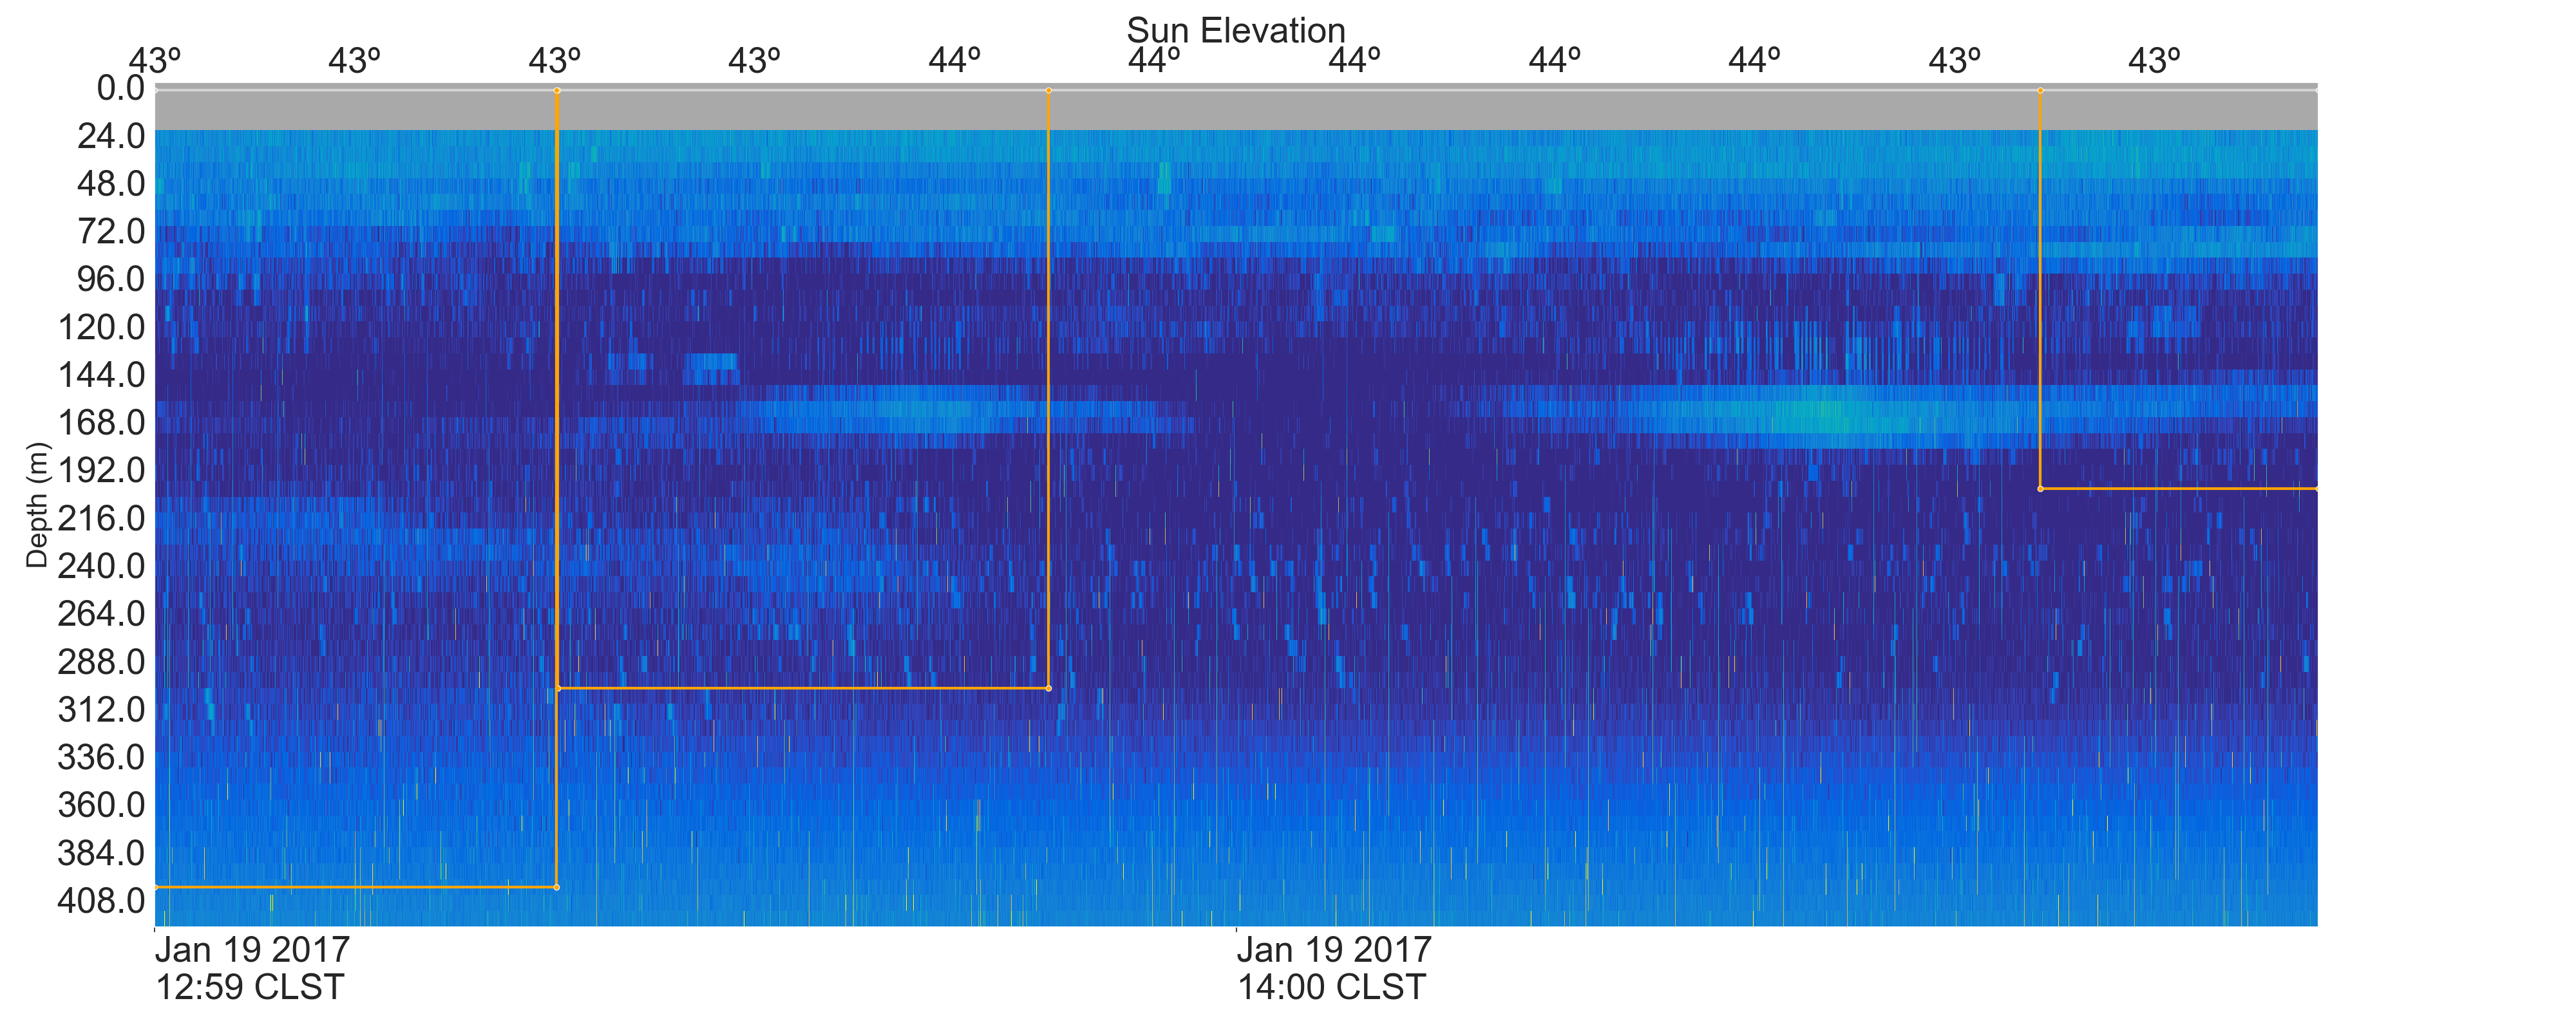 Sun Elevation
43º 43º 43º 43º 44º 44º 44º 44º 44º 43º 43º
0.0
24.0
48.0
72.0
96.0
120.0
144.0
168.0
192.0
216.0
240.0
264.0
288.0
312.0
336.0
360.0
384.0
408.0
Depth (m)
Jan 19 2017
12:59 CLST
Jan 19 2017
14:00 CLST